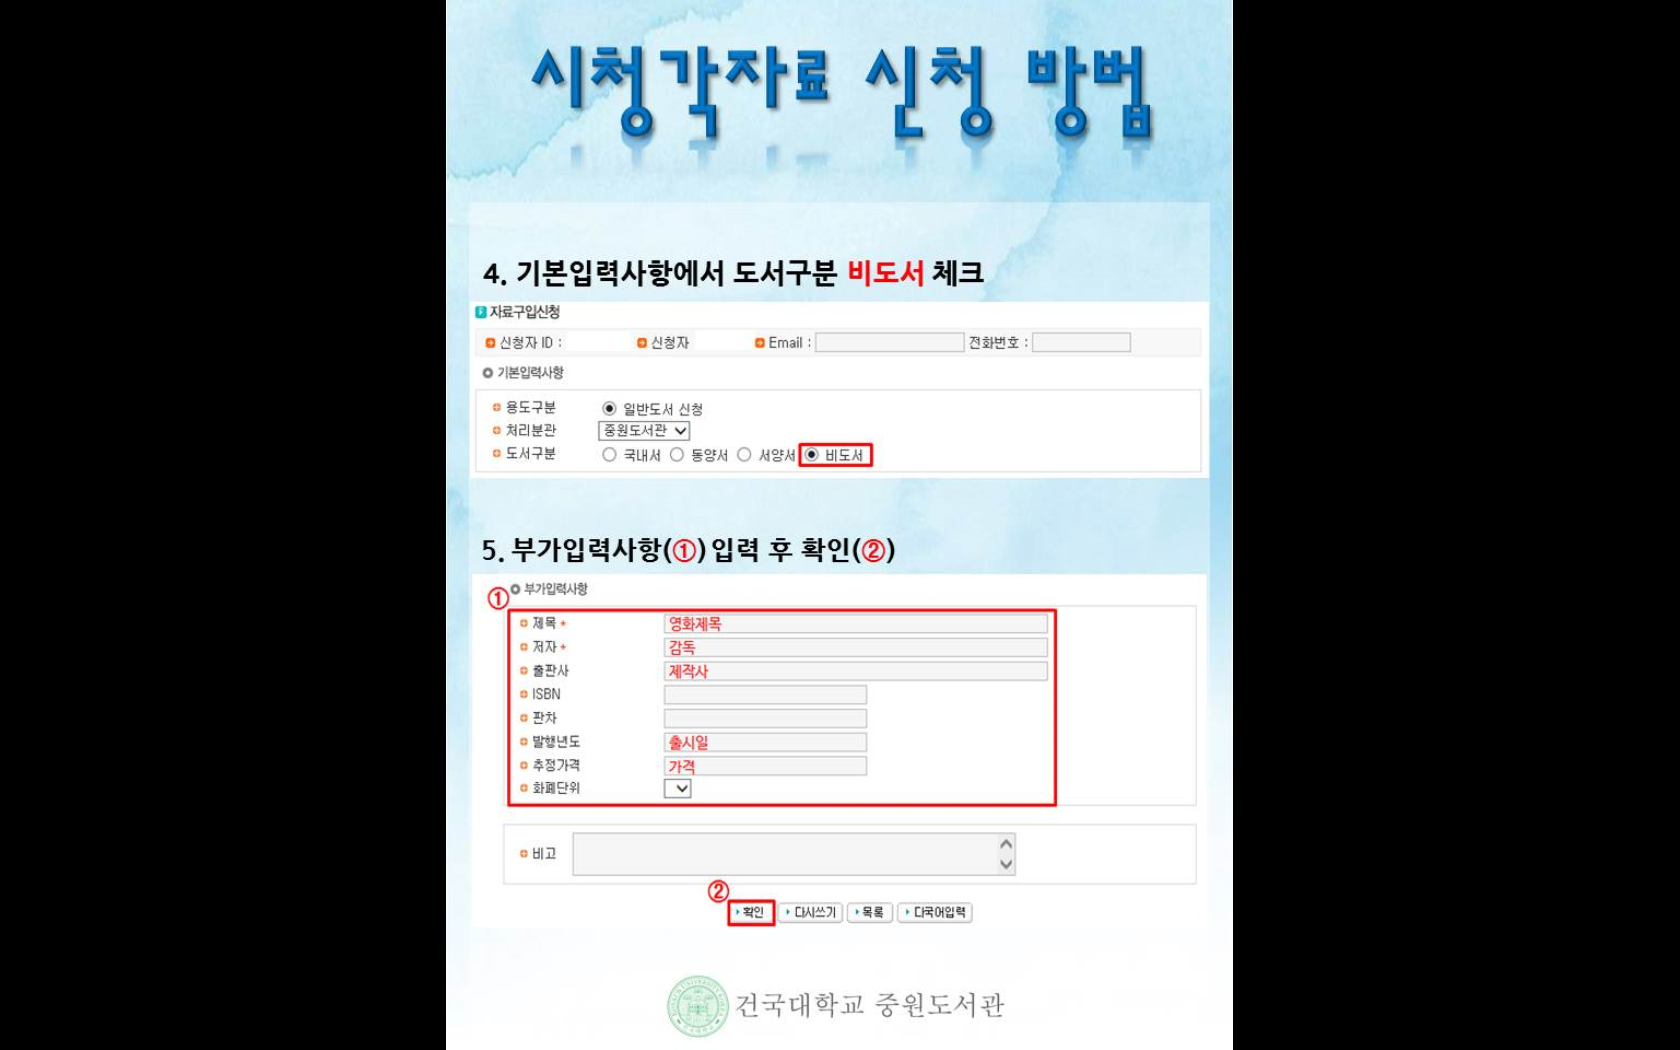 시청각자료 신청 방법
4. 기본입력사항에서 도서구분 비도서 체크
자료구입신청
신청자 ID : 신청자 Email : 전화번호 :
기본입력사항
용도구분 일반도서 신청
처리분관 중원도서관
도서구분 국내서 동양서 서양서 비도서
5. 부가입력사항(①)입력 후 확인(②)
부가입력사항
①
제목 * 영화제목
저자 * 감독
출판사 제작사
ISBN
판차
발행년도 출시일
추정가격 가격
화폐단위
비고
②
확인 다시쓰기 목록 다국어입력
건국대학교 중원도서관